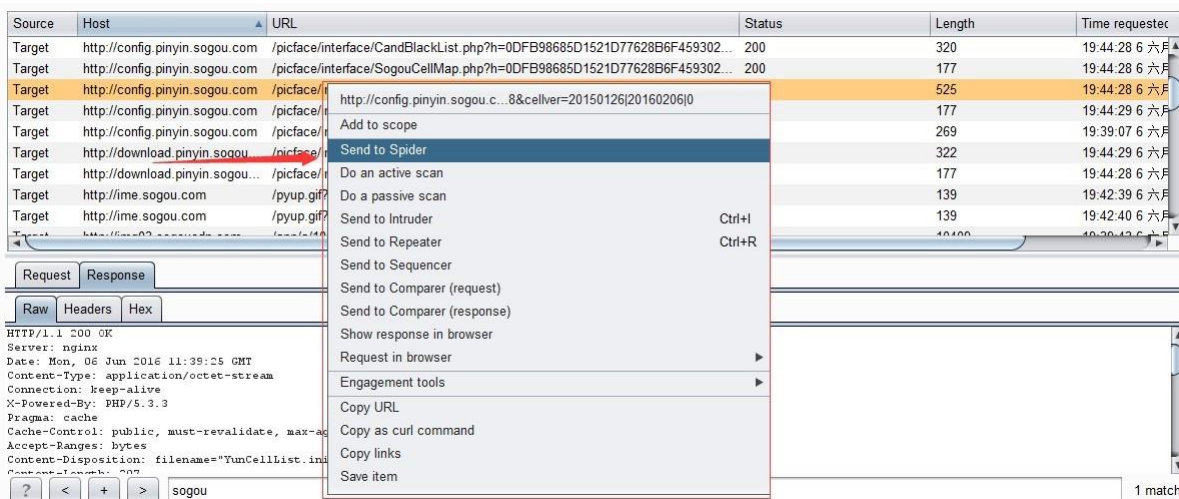 Source Host URL Status Length Time requested
Target http://config.pinyin.sogou.com /picface/interface/CandBlackList.php?h=0DFB98685D1521D77628B6F459302... 200 320 19:44:28 6 六月
Target http://config.pinyin.sogou.com /picface/interface/SogouCellMap.php?h=0DFB98685D1521D77628B6F459302... 200 177 19:44:28 6 六月
Target http://config.pinyin.sogou.com /picface/ 525 19:44:28 6 六月
Target http://config.pinyin.sogou.com /picface/ 177 19:44:29 6 六月
Target http://config.pinyin.sogou.com /picface/ 269 19:39:07 6 六月
Target http://download.pinyin.sogou... /picface/ 322 19:44:29 6 六月
Target http://download.pinyin.sogou... /picface/ 177 19:44:28 6 六月
Target http://ime.sogou.com /pyup.gif? 139 19:42:39 6 六月
Target http://ime.sogou.com /pyup.gif? 139 19:42:40 6 六月
http://config.pinyin.sogou.c...8&cellver=20150126|20160206|0
Add to scope
Send to Spider
Do an active scan
Do a passive scan
Send to Intruder Ctrl+I
Send to Repeater Ctrl+R
Send to Sequencer
Send to Comparer (request)
Send to Comparer (response)
Show response in browser
Request in browser
Engagement tools
Copy URL
Copy as curl command
Copy links
Save item
Request Response
Raw Headers Hex
HTTP/1.1 200 OK
Server: nginx
Date: Mon, 06 Jun 2016 11:39:25 GMT
Content-Type: application/octet-stream
Connection: keep-alive
X-Powered-By: PHP/5.3.3
Pragma: cache
Cache-Control: public, must-revalidate,
Accept-Ranges: bytes
Content-Disposition: filename="YunCellList.ini
? < + > sogou 1 match